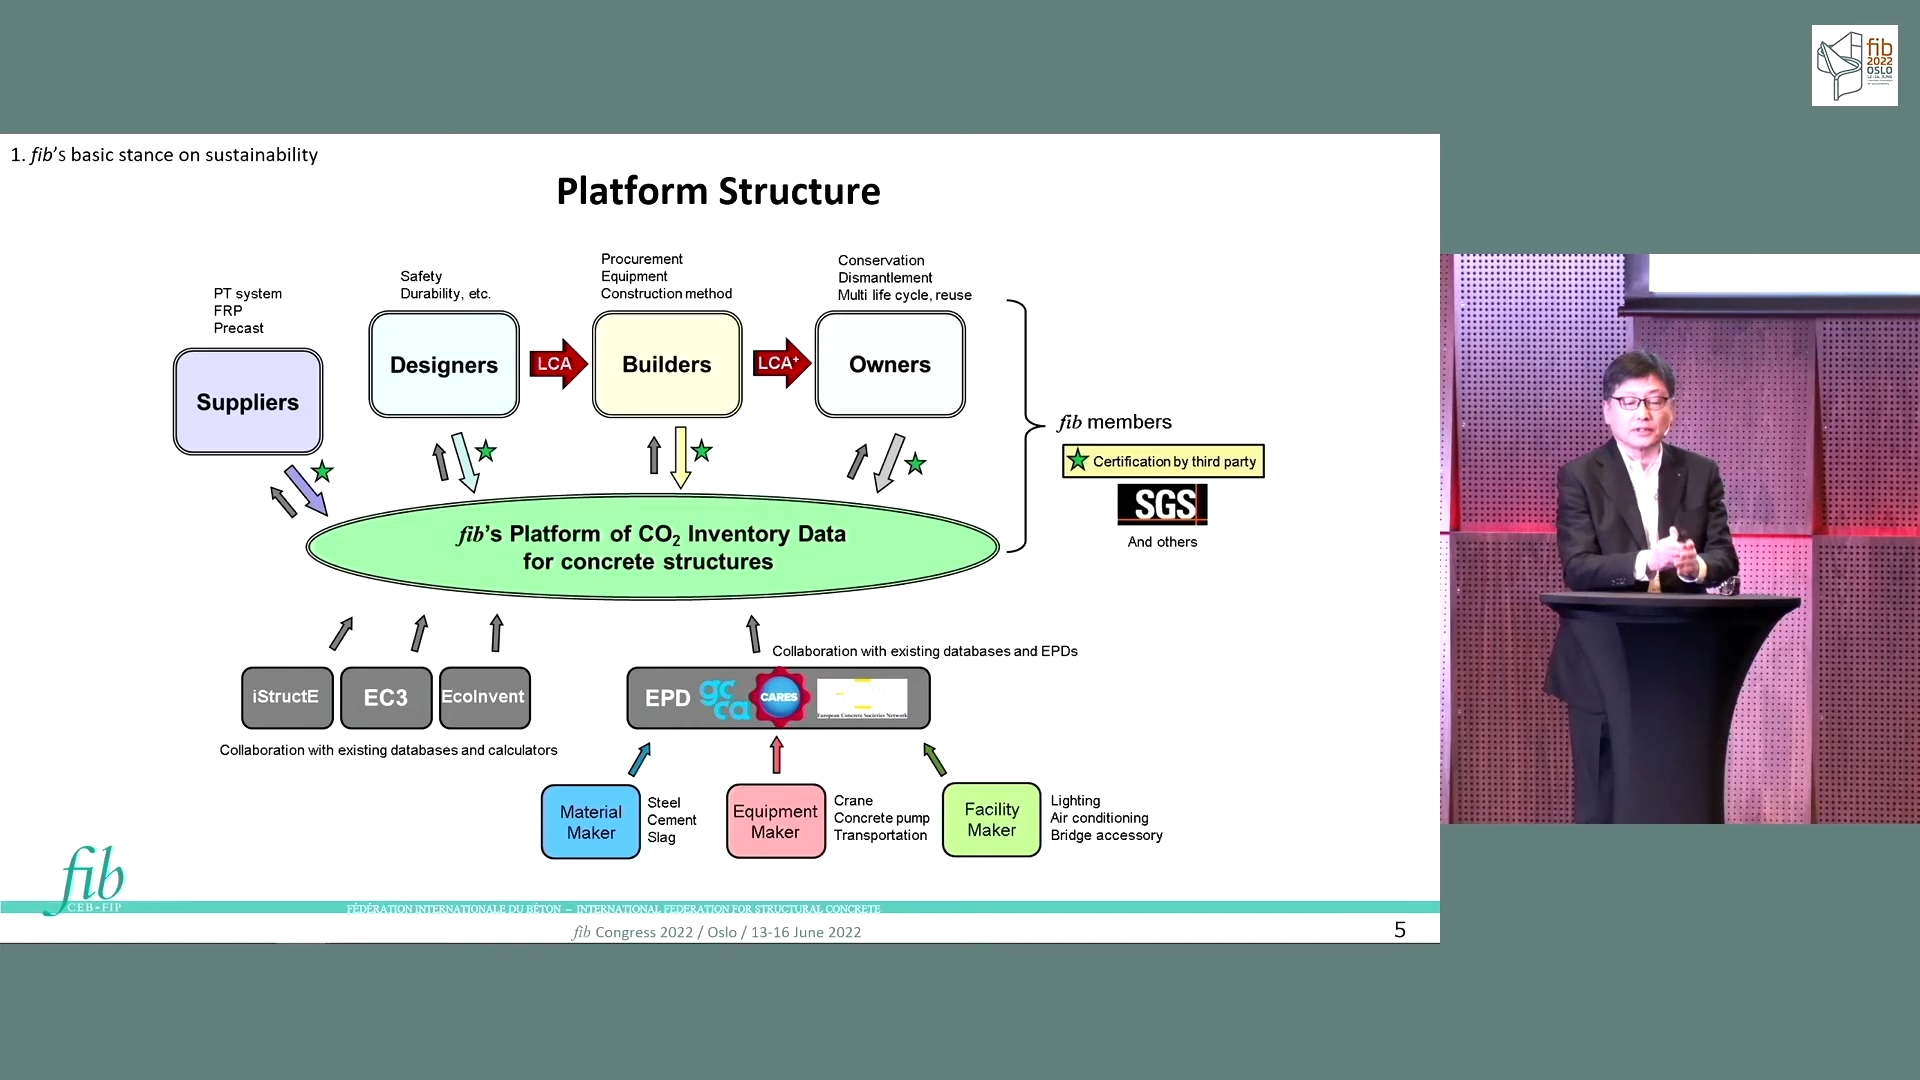 fib
2022
OSLO
1. fib's basic stance on sustainability
Platform Structure
PT system
FRP
Precast
Suppliers
Safety
Durability, etc.
Designers
LCA
Procurement
Equipment
Construction method
Builders
LCA+
Conservation
Dismantlement
Multi life cycle, reuse
Owners
fib members
Certification by third party
SGS
And others
fib's Platform of CO2 Inventory Data
for concrete structures
iStructE
EC3
EcoInvent
Collaboration with existing databases and calculators
Collaboration with existing databases and EPDs
EPD
gc
ca
CARES
European Concrete Societies Network
Material
Maker
Steel
Cement
Slag
Equipment
Maker
Crane
Concrete pump
Transportation
Facility
Maker
Lighting
Air conditioning
Bridge accessory
fib
CEB-FIP
FÉDÉRATION INTERNATIONALE DU BÉTON – INTERNATIONAL FEDERATION FOR STRUCTURAL CONCRETE
fib Congress 2022 / Oslo / 13-16 June 2022
5